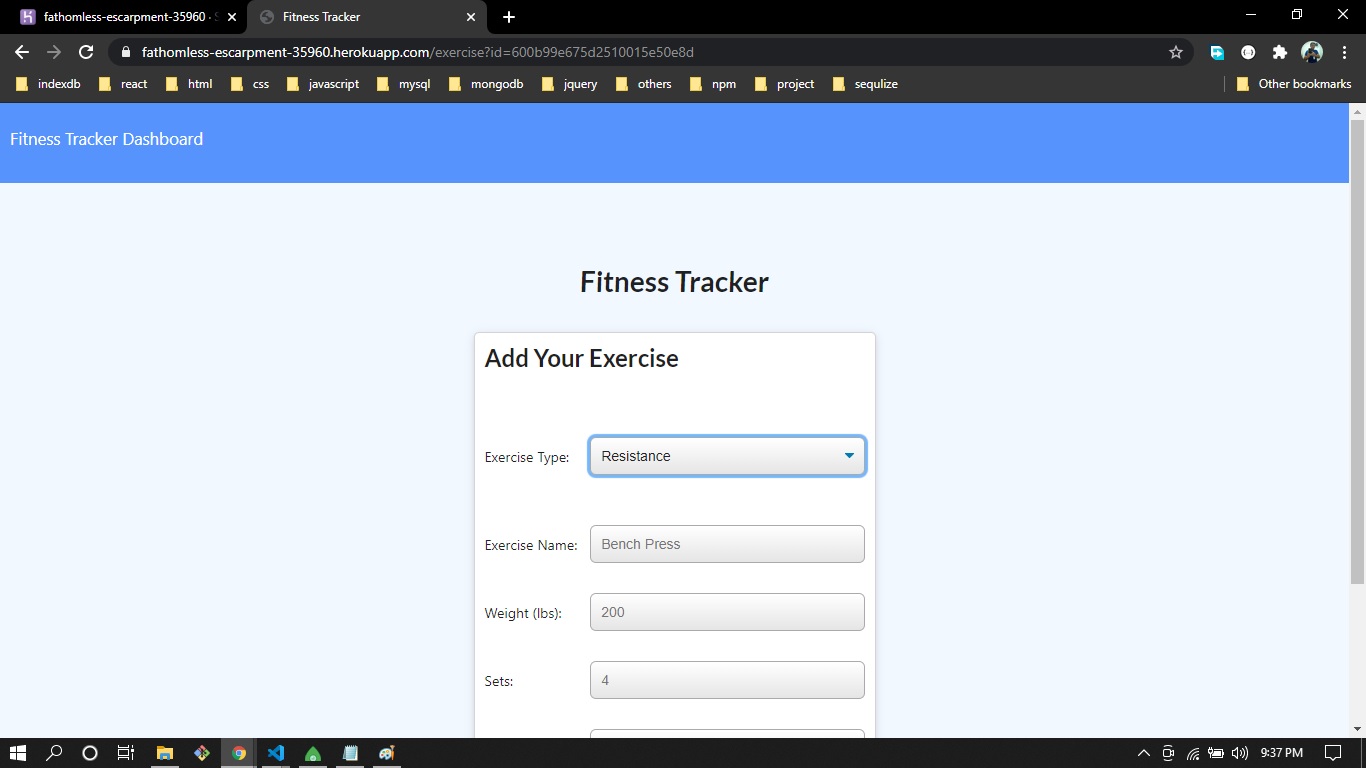 fathomless-escarpment-35960 ·
Fitness Tracker
fathomless-escarpment-35960.herokuapp.com/exercise?id=600b99e675d2510015e50e8d
indexdb react html css javascript mysql mongodb jquery others npm project sequlize Other bookmarks
Fitness Tracker Dashboard
Fitness Tracker
Add Your Exercise
Exercise Type: Resistance
Exercise Name: Bench Press
Weight (lbs): 200
Sets: 4
9:37 PM